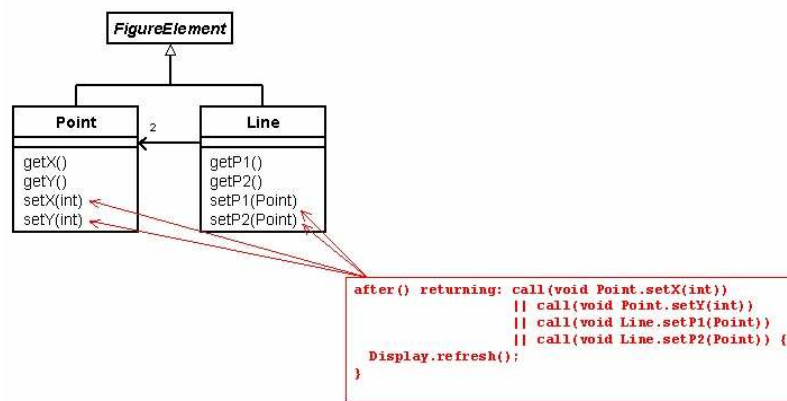 FigureElement
Point
2
Line
getX()
getY()
setX(int)
setY(int)
getP1()
getP2()
setP1(Point)
setP2(Point)
after() returning: call(void Point.setX(int))
|| call(void Point.setY(int))
|| call(void Line.setP1(Point))
|| call(void Line.setP2(Point)) {
Display.refresh();
}